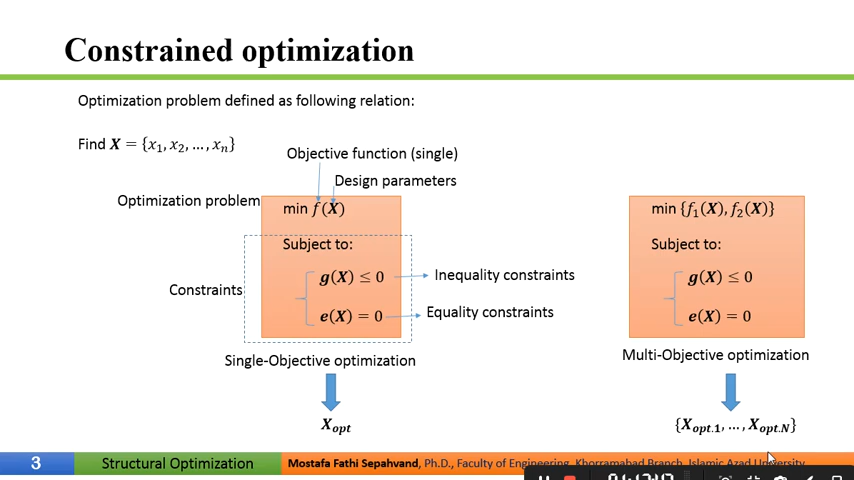 Constrained optimization
Optimization problem defined as following relation:
Find X = {x₁, x₂, … , xₙ}
Objective function (single)
Design parameters
Optimization problem
min f(X)
Subject to:
g(X) ≤ 0
e(X) = 0
Constraints
Inequality constraints
Equality constraints
Single-Objective optimization
X_opt
min {f₁(X), f₂(X)}
Subject to:
g(X) ≤ 0
e(X) = 0
Multi-Objective optimization
{X_opt.1, … , X_opt.N}
3
Structural Optimization
Mostafa Fathi Sepahvand, Ph.D., Faculty of Engineering, Khorramabad Branch, Islamic Azad University